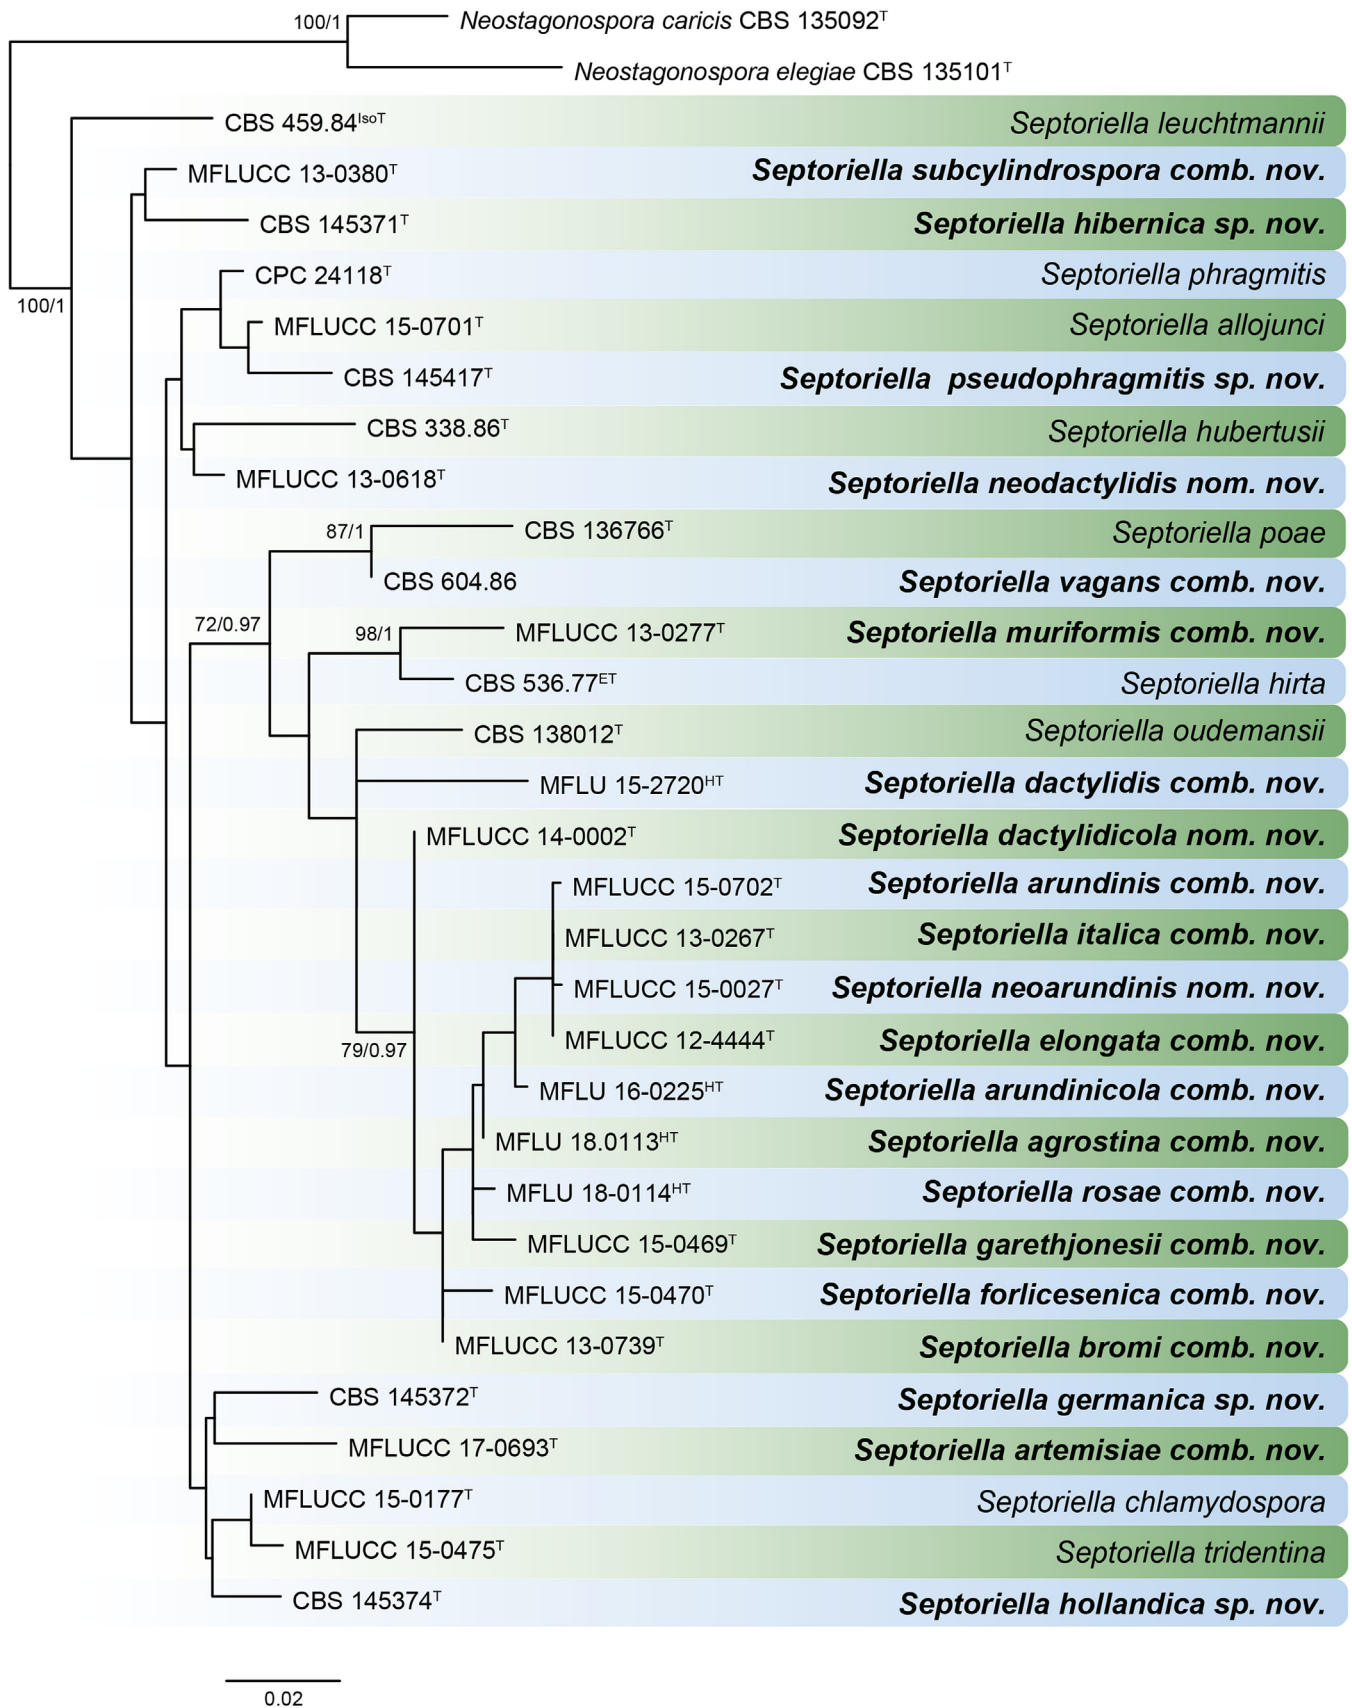 100/1
Neostagonospora caricis CBS 135092ᵀ
Neostagonospora elegiae CBS 135101ᵀ
CBS 459.84ᴵˢᵒᵀ Septoriella leuchtmannii
MFLUCC 13-0380ᵀ Septoriella subcylindrospora comb. nov.
CBS 145371ᵀ Septoriella hibernica sp. nov.
CPC 24118ᵀ Septoriella phragmitis
100/1
MFLUCC 15-0701ᵀ Septoriella allojunci
CBS 145417ᵀ Septoriella pseudophragmitis sp. nov.
CBS 338.86ᵀ Septoriella hubertusii
MFLUCC 13-0618ᵀ Septoriella neodactylidis nom. nov.
87/1
CBS 136766ᵀ Septoriella poae
CBS 604.86 Septoriella vagans comb. nov.
72/0.97
98/1
MFLUCC 13-0277ᵀ Septoriella muriformis comb. nov.
CBS 536.77ᴱᵀ Septoriella hirta
CBS 138012ᵀ Septoriella oudemansii
MFLU 15-2720ᴴᵀ Septoriella dactylidis comb. nov.
MFLUCC 14-0002ᵀ Septoriella dactylidicola nom. nov.
MFLUCC 15-0702ᵀ Septoriella arundinis comb. nov.
MFLUCC 13-0267ᵀ Septoriella italica comb. nov.
MFLUCC 15-0027ᵀ Septoriella neoarundinis nom. nov.
MFLUCC 12-4444ᵀ Septoriella elongata comb. nov.
79/0.97
MFLU 16-0225ᴴᵀ Septoriella arundinicola comb. nov.
MFLU 18.0113ᴴᵀ Septoriella agrostina comb. nov.
MFLU 18-0114ᴴᵀ Septoriella rosae comb. nov.
MFLUCC 15-0469ᵀ Septoriella garethjonesii comb. nov.
MFLUCC 15-0470ᵀ Septoriella forlicesenica comb. nov.
MFLUCC 13-0739ᵀ Septoriella bromi comb. nov.
CBS 145372ᵀ Septoriella germanica sp. nov.
MFLUCC 17-0693ᵀ Septoriella artemisiae comb. nov.
MFLUCC 15-0177ᵀ Septoriella chlamydospora
MFLUCC 15-0475ᵀ Septoriella tridentina
CBS 145374ᵀ Septoriella hollandica sp. nov.
0.02